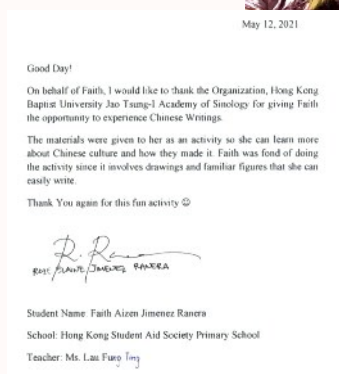 May 12, 2021
Good Day!
On behalf of Faith, I would like to thank the Organization, Hong Kong
Baptist University Jao Tsung-I Academy of Sinology for giving Faith
the opportunity to experience Chinese Writings.
The materials were given to her as an activity so she can learn more
about Chinese culture and how they made it. Faith was fond of doing
the activity since it involves drawings and familiar figures that she can
easily write.
Thank You again for this fun activity ☺
R. Ranera
ROSE JIMENEZ RANERA
Student Name: Faith Aizen Jimenez Ranera
School: Hong Kong Student Aid Society Primary School
Teacher: Ms. Lau Fung